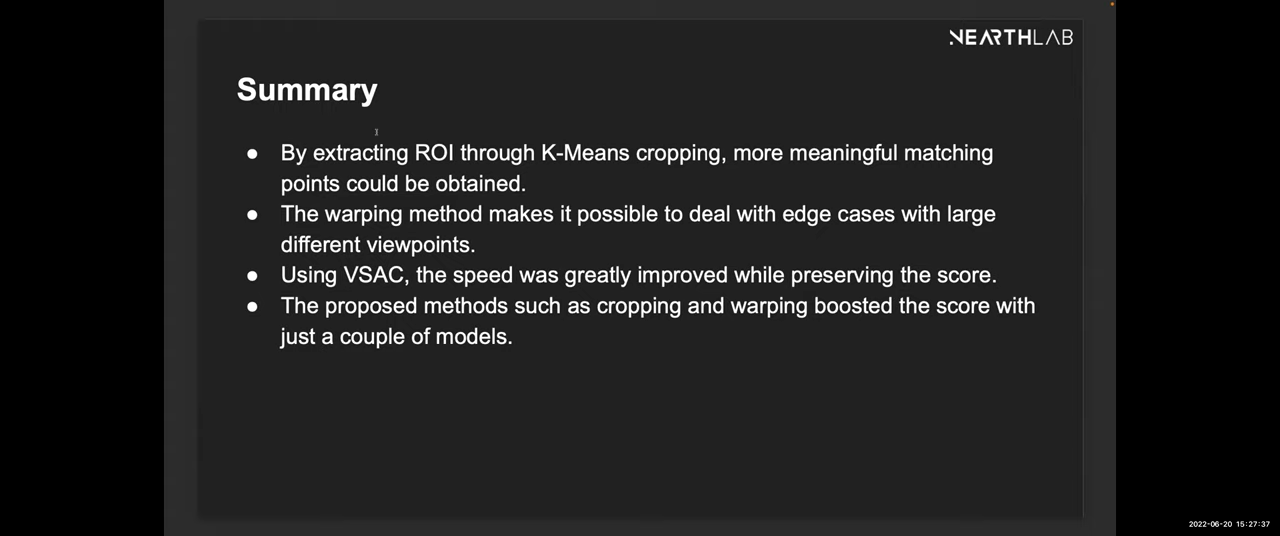 NEARTHLAB
Summary
● By extracting ROI through K-Means cropping, more meaningful matching
points could be obtained.
● The warping method makes it possible to deal with edge cases with large
different viewpoints.
● Using VSAC, the speed was greatly improved while preserving the score.
● The proposed methods such as cropping and warping boosted the score with
just a couple of models.
2022-06-20 15:27:37